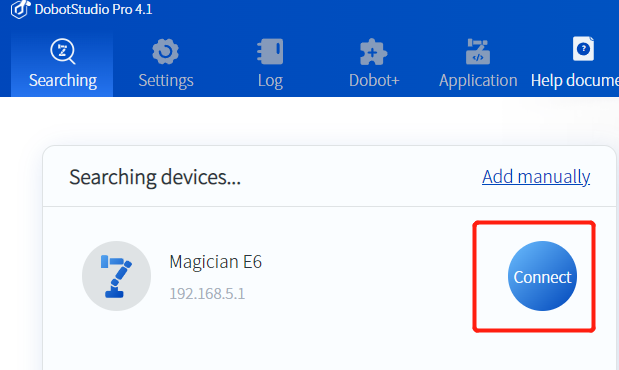 DobotStudio Pro 4.1
Searching Settings Log Dobot+ Application Help docume
Searching devices... Add manually
Magician E6
192.168.5.1
Connect